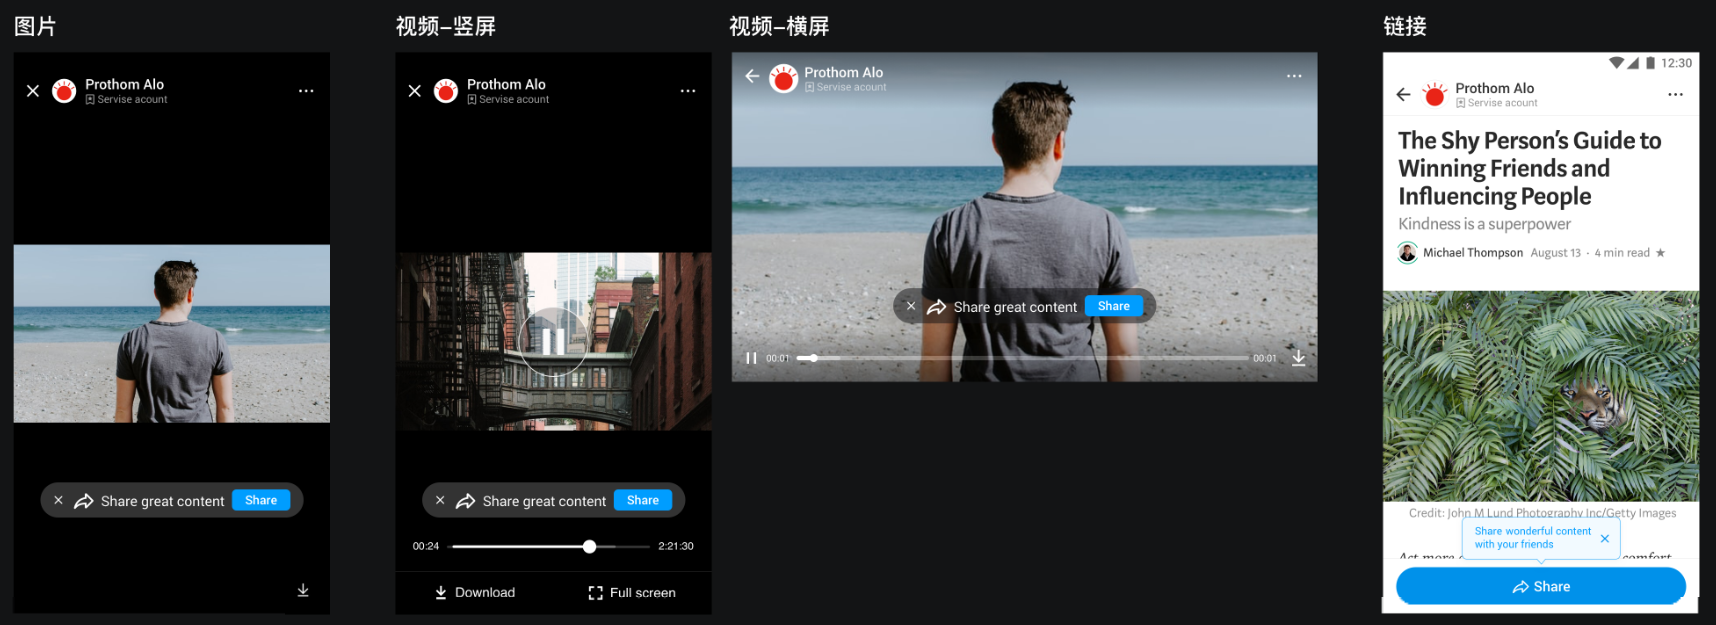 图片
Prothom Alo
Servise acount
Share great content
Share
视频-竖屏
Prothom Alo
Servise acount
Share great content
Share
00:24
2:21:30
Download
Full screen
视频-横屏
Prothom Alo
Servise acount
Share great content
Share
00:01
00:01
链接
12:30
Prothom Alo
Servise acount
The Shy Person’s Guide to
Winning Friends and
Influencing People
Kindness is a superpower
Michael Thompson August 13 · 4 min read
Credit: John M Lund Photography Inc/Getty Images
Share wonderful content
with your friends
Act more comfort
Share